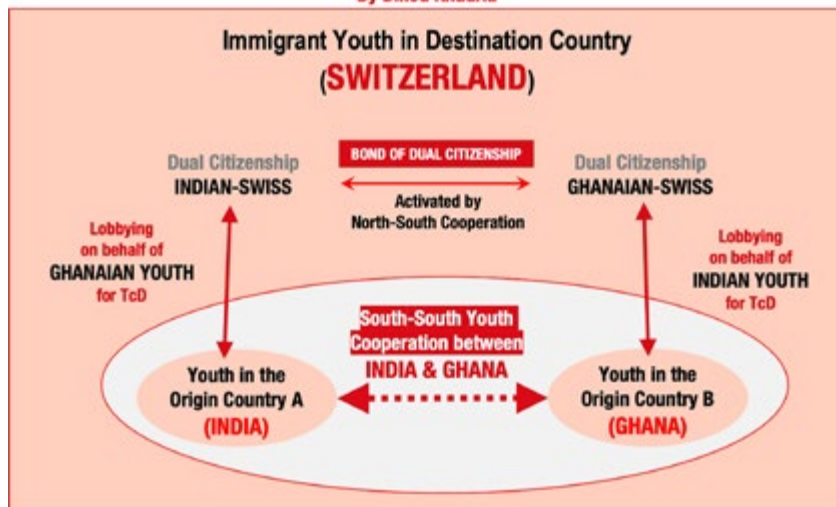 Immigrant Youth in Destination Country
(SWITZERLAND)
Dual Citizenship
INDIAN-SWISS
BOND OF DUAL CITIZENSHIP
Activated by
North-South Cooperation
Dual Citizenship
GHANAIAN-SWISS
Lobbying
on behalf of
GHANAIAN YOUTH
for TcD
Lobbying
on behalf of
INDIAN YOUTH
for TcD
South-South Youth
Cooperation between
INDIA & GHANA
Youth in the
Origin Country A
(INDIA)
Youth in the
Origin Country B
(GHANA)